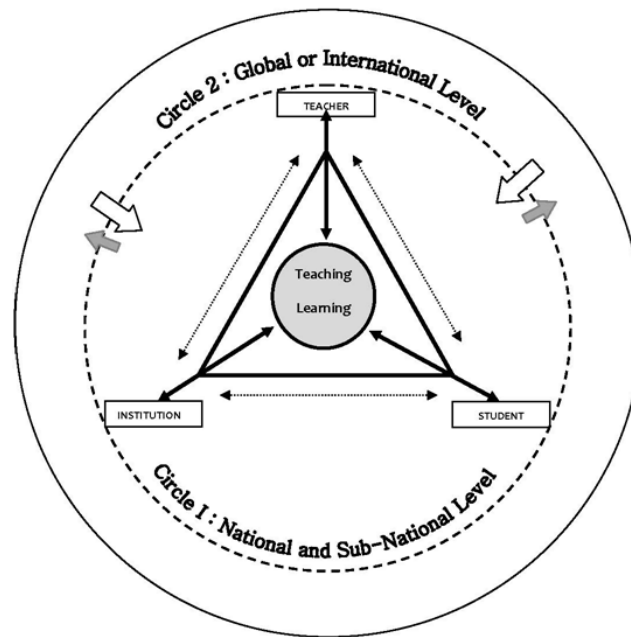 Circle 2 : Global or International Level
TEACHER
Teaching
Learning
INSTITUTION
STUDENT
Circle I : National and Sub-National Level